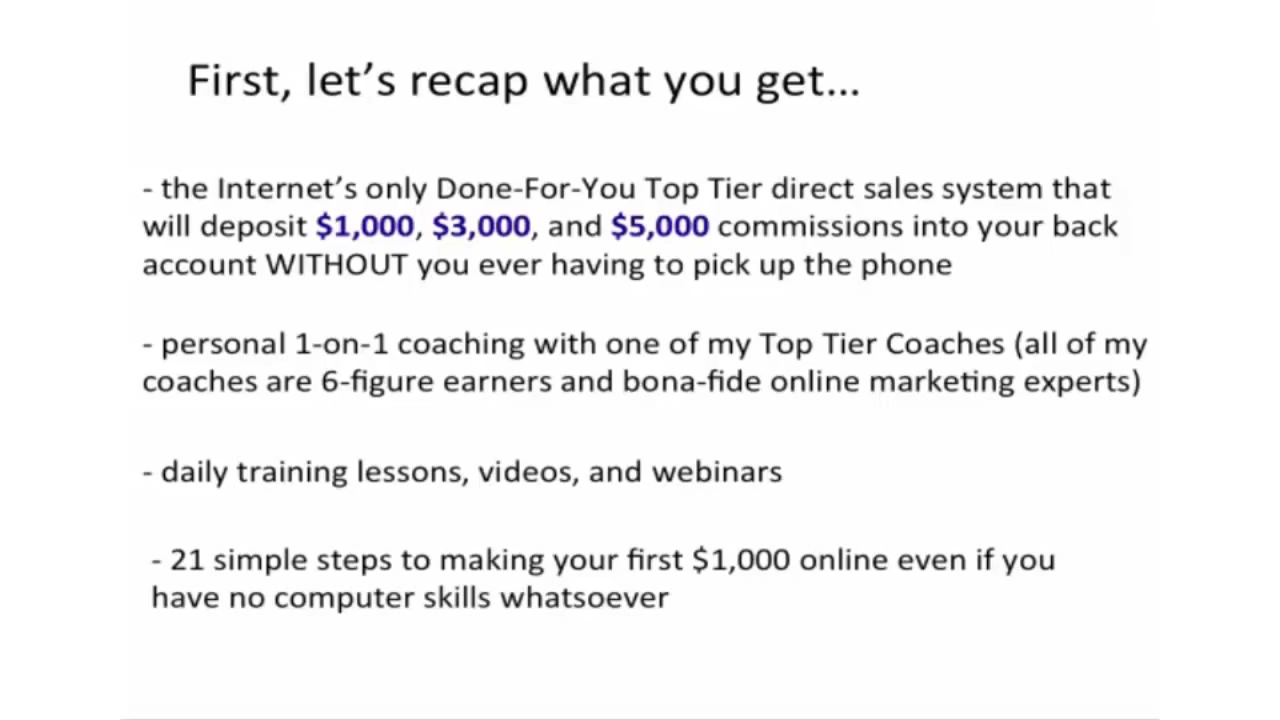 First, let's recap what you get...
- the Internet's only Done-For-You Top Tier direct sales system that
will deposit $1,000, $3,000, and $5,000 commissions into your back
account WITHOUT you ever having to pick up the phone
- personal 1-on-1 coaching with one of my Top Tier Coaches (all of my
coaches are 6-figure earners and bona-fide online marketing experts)
- daily training lessons, videos, and webinars
- 21 simple steps to making your first $1,000 online even if you
have no computer skills whatsoever